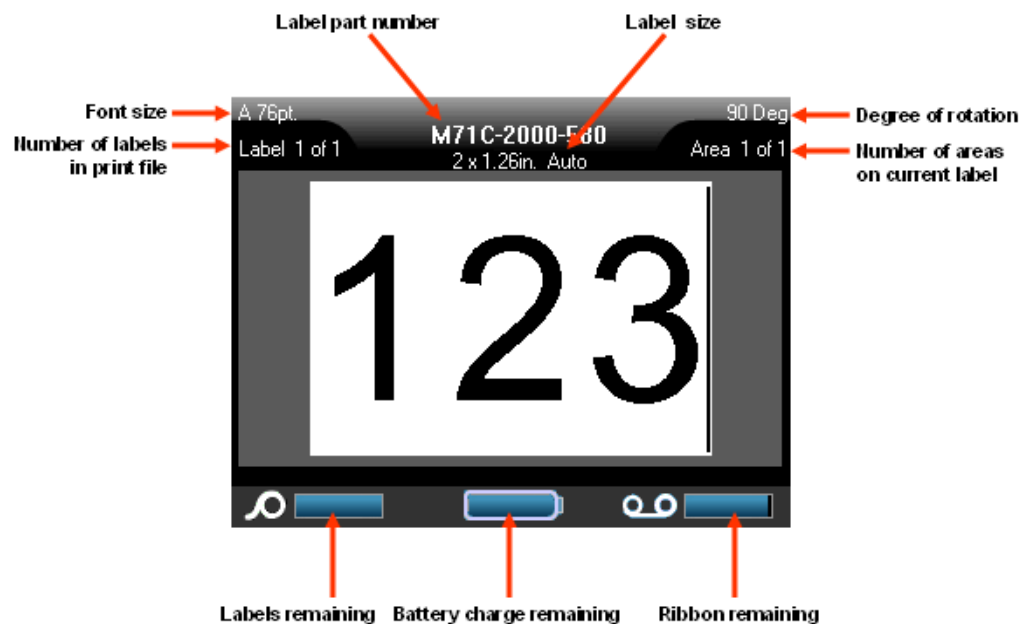 Label part number
Label size
Font size
A 76pt.
90 Deg
Degree of rotation
Number of labels
in print file
Label 1 of 1
M71C-2000-580
2 x 1.26in. Auto
Area 1 of 1
Number of areas
on current label
123
Labels remaining
Battery charge remaining
Ribbon remaining